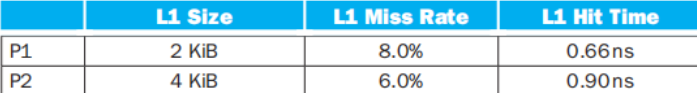 L1 Size L1 Miss Rate L1 Hit Time
P1 2 KiB 8.0% 0.66ns
P2 4 KiB 6.0% 0.90ns